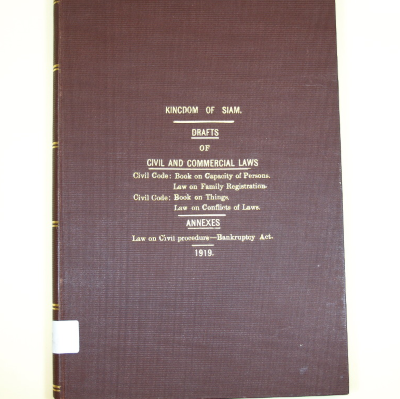 KINGDOM OF SIAM.
DRAFTS
OF
CIVIL AND COMMERCIAL LAWS
Civil Code: Book on Capacity of Persons.
Law on Family Registration.
Civil Code: Book on Things.
Law on Conflicts of Laws.
ANNEXES
Law on Civil procedure—Bankruptcy Act.
1919.